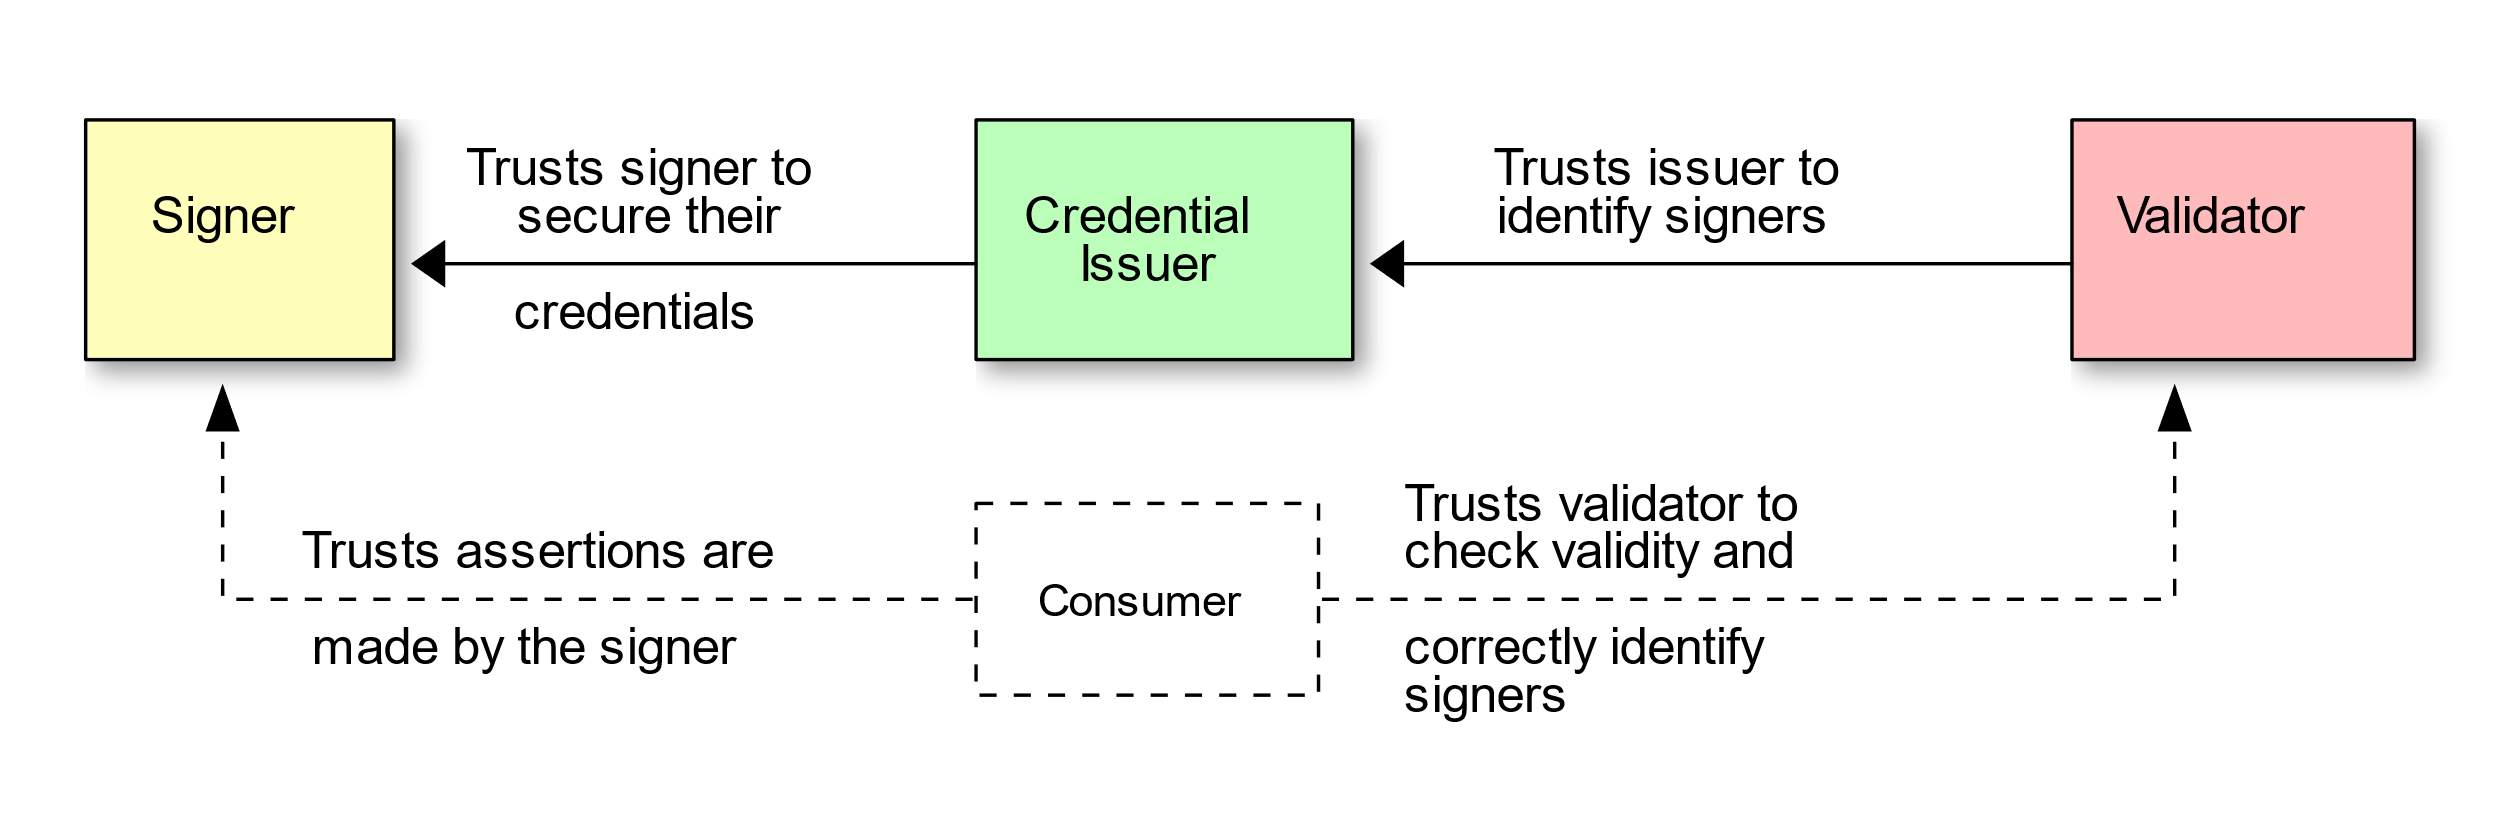 Signer
Trusts signer to
secure their
credentials
Credential
Issuer
Trusts issuer to
identify signers
Validator
Trusts assertions are
made by the signer
Consumer
Trusts validator to
check validity and
correctly identify
signers